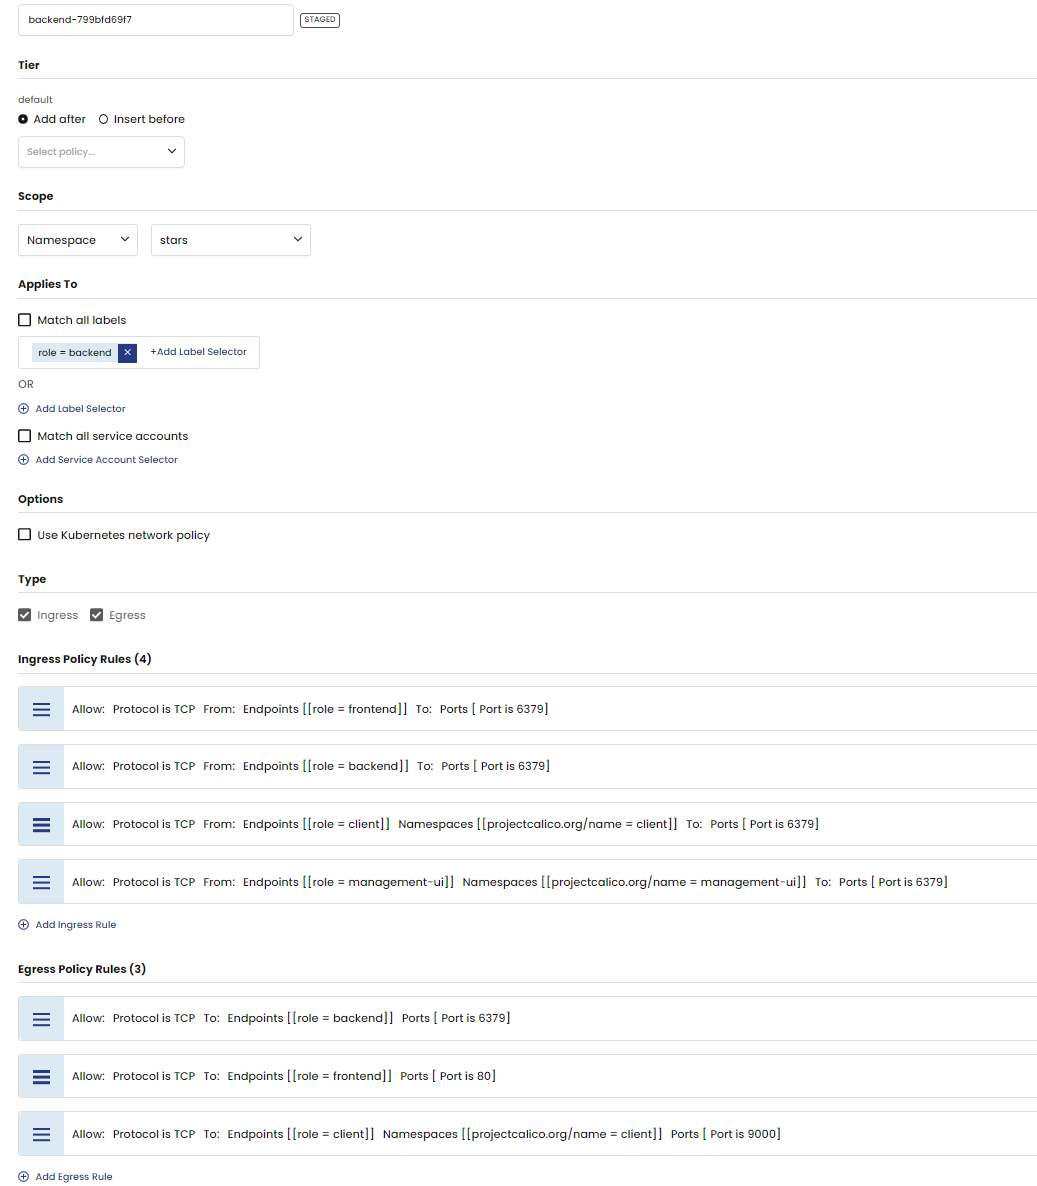 backend-799bfd69f7 STAGED
Tier
default
Add after Insert before
Select policy...
Scope
Namespace stars
Applies To
Match all labels
role = backend × +Add Label Selector
OR
Add Label Selector
Match all service accounts
Add Service Account Selector
Options
Use Kubernetes network policy
Type
Ingress Egress
Ingress Policy Rules (4)
Allow: Protocol is TCP From: Endpoints [[role = frontend]] To: Ports [ Port is 6379]
Allow: Protocol is TCP From: Endpoints [[role = backend]] To: Ports [ Port is 6379]
Allow: Protocol is TCP From: Endpoints [[role = client]] Namespaces [[projectcalico.org/name = client]] To: Ports [ Port is 6379]
Allow: Protocol is TCP From: Endpoints [[role = management-ui]] Namespaces [[projectcalico.org/name = management-ui]] To: Ports [ Port is 6379]
Add Ingress Rule
Egress Policy Rules (3)
Allow: Protocol is TCP To: Endpoints [[role = backend]] Ports [ Port is 6379]
Allow: Protocol is TCP To: Endpoints [[role = frontend]] Ports [ Port is 80]
Allow: Protocol is TCP To: Endpoints [[role = client]] Namespaces [[projectcalico.org/name = client]] Ports [ Port is 9000]
Add Egress Rule